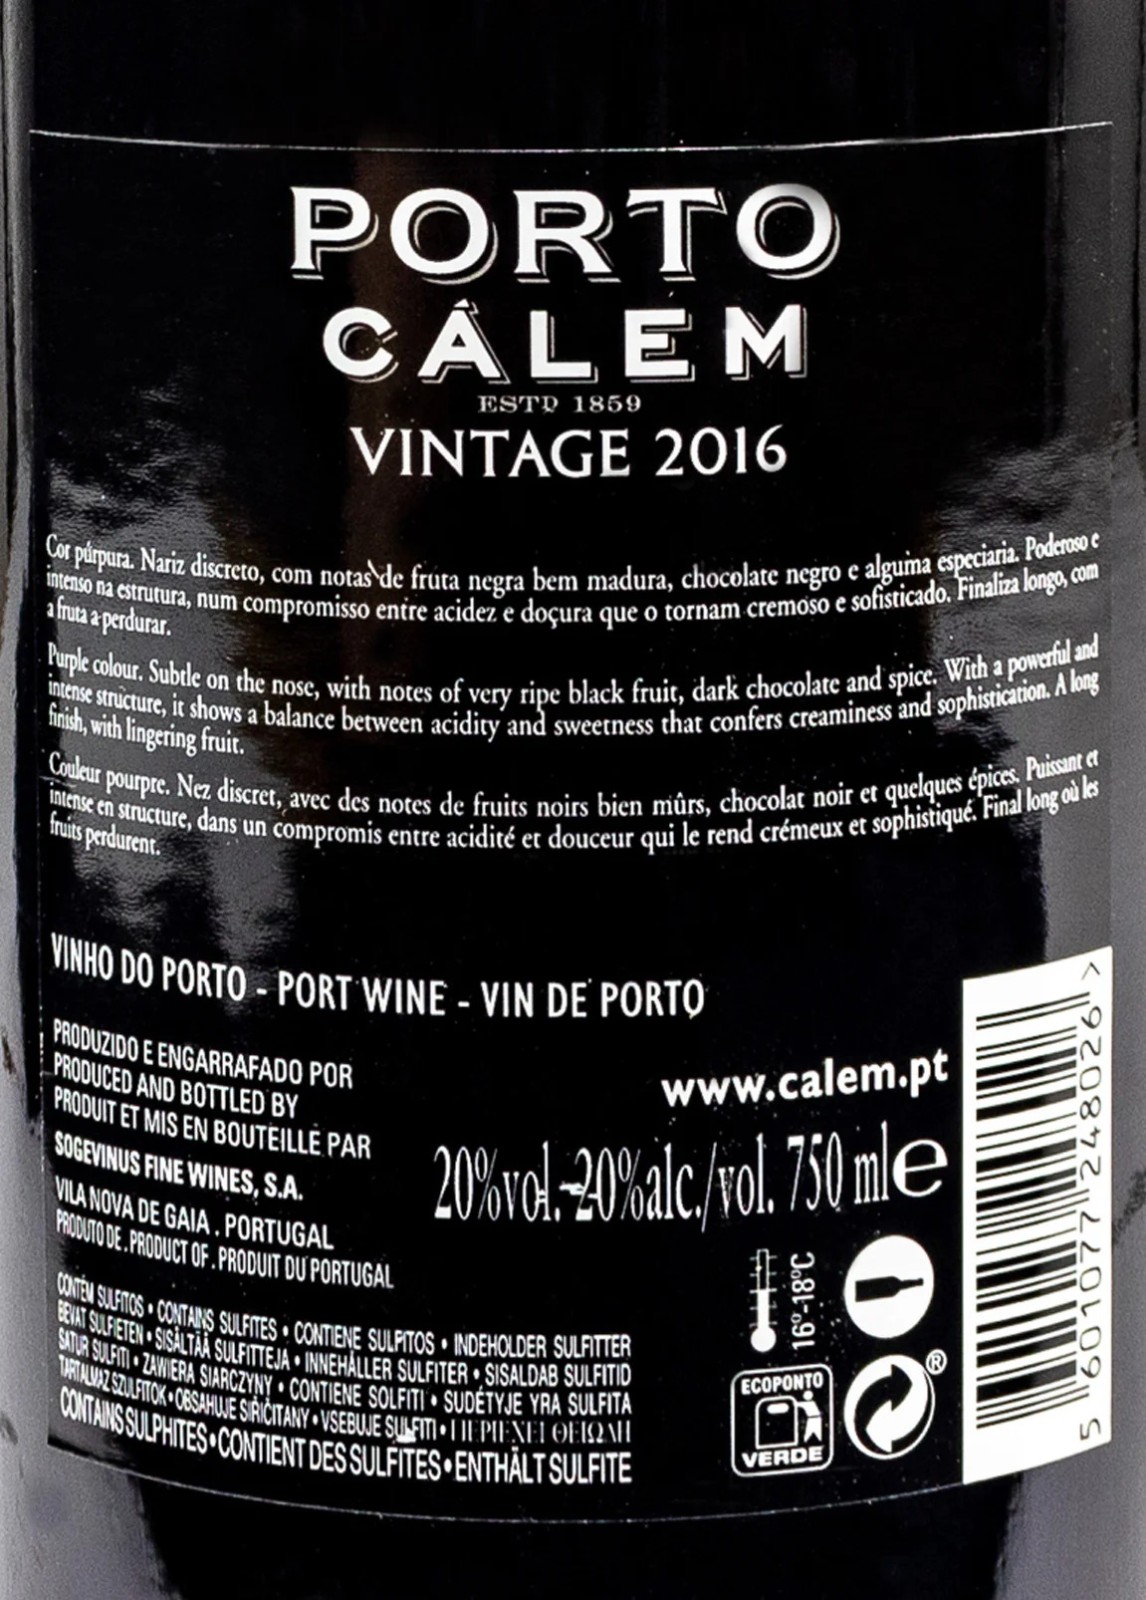 PORTO
CÁLEM
ESTD 1859
VINTAGE 2016
Cor púrpura. Nariz discreto, com notas de fruta negra bem madura, chocolate negro e alguma especiaria. Poderoso e
intenso na estrutura, num compromisso entre acidez e doçura que o tornam cremoso e sofisticado. Finaliza longo, com
a fruta a perdurar.
Purple colour. Subtle on the nose, with notes of very ripe black fruit, dark chocolate and spice. With a powerful and
intense structure, it shows a balance between acidity and sweetness that confers creaminess and sophistication. A long
finish, with lingering fruit.
Couleur pourpre. Nez discret, avec des notes de fruits noirs bien mûrs, chocolat noir et quelques épices. Puissant et
intense en structure, dans un compromis entre acidité et douceur qui le rend crémeux et sophistiqué. Final long où les
fruits perdurent.
VINHO DO PORTO - PORT WINE - VIN DE PORTO
PRODUZIDO E ENGARRAFADO POR
PRODUCED AND BOTTLED BY
PRODUIT ET MIS EN BOUTEILLE PAR
SOGEVINUS FINE WINES, S.A.
VILA NOVA DE GAIA . PORTUGAL
PRODUTO DE . PRODUCT OF . PRODUIT DU PORTUGAL
www.calem.pt
20%vol.-20%alc./vol. 750 ml e
16º-18ºC
CONTÉM SULFITOS • CONTAINS SULFITES • CONTIENE SULPITOS • INDEHOLDER SULFITTER
BEVAT SULFIETEN • SISÄLTÄÄ SULFITTEJA • INNEHÅLLER SULFITER • SISALDAB SULFITID
SATUR SULFITI • ZAWIERA SIARCZYNY • CONTIENE SOLFITI • SUDĖTYJE YRA SULFITA
TARTALMAZ SZULFITOK • OBSAHUJE SIŘIČITANY • VSEBUJE SULFITI • ΠΕΡΙΕΧΕΙ ΘΕΙΩΔΗ
CONTAINS SULPHITES • CONTIENT DES SULFITES • ENTHÄLT SULFITE
ECOPONTO
VERDE
®
5 601077 248026 >